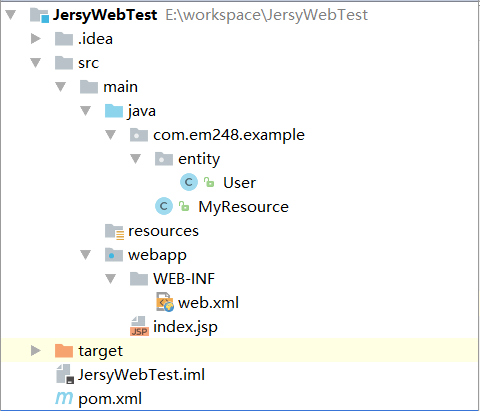 JersyWebTest E:\workspace\JersyWebTest
.idea
src
main
java
com.em248.example
entity
C User
C MyResource
resources
webapp
WEB-INF
web.xml
JSP index.jsp
target
JersyWebTest.iml
m pom.xml